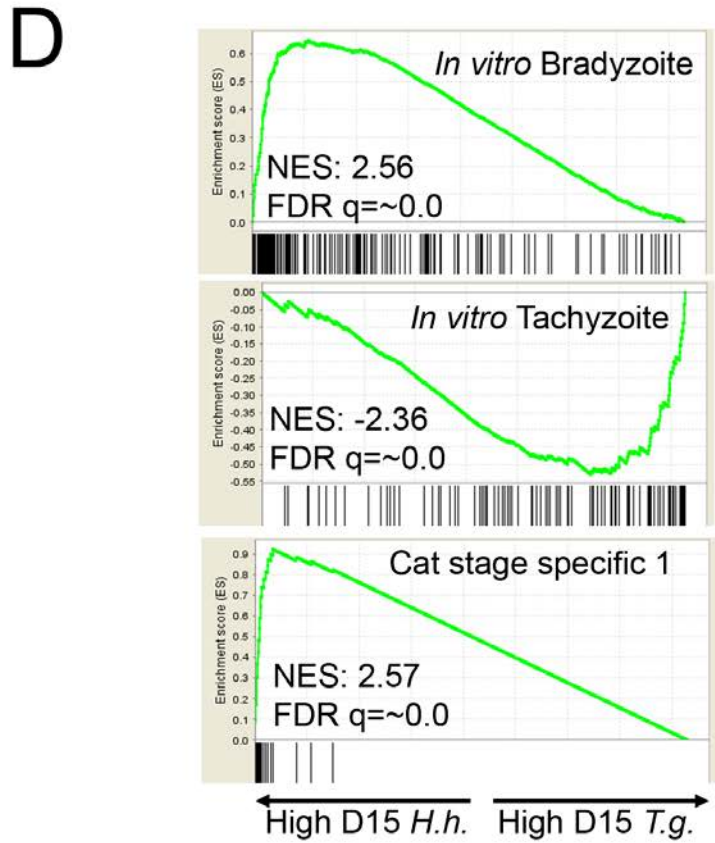 D
In vitro Bradyzoite
Enrichment score (ES)
0.6
0.5
0.4
0.3
0.2
0.1
0.0
NES: 2.56
FDR q=~0.0
In vitro Tachyzoite
Enrichment score (ES)
0.00
-0.05
-0.10
-0.15
-0.20
-0.25
-0.30
-0.35
-0.40
-0.45
-0.50
-0.55
NES: -2.36
FDR q=~0.0
Cat stage specific 1
Enrichment score (ES)
0.9
0.8
0.7
0.6
0.5
0.4
0.3
0.2
0.1
0.0
NES: 2.57
FDR q=~0.0
High D15 H.h. High D15 T.g.